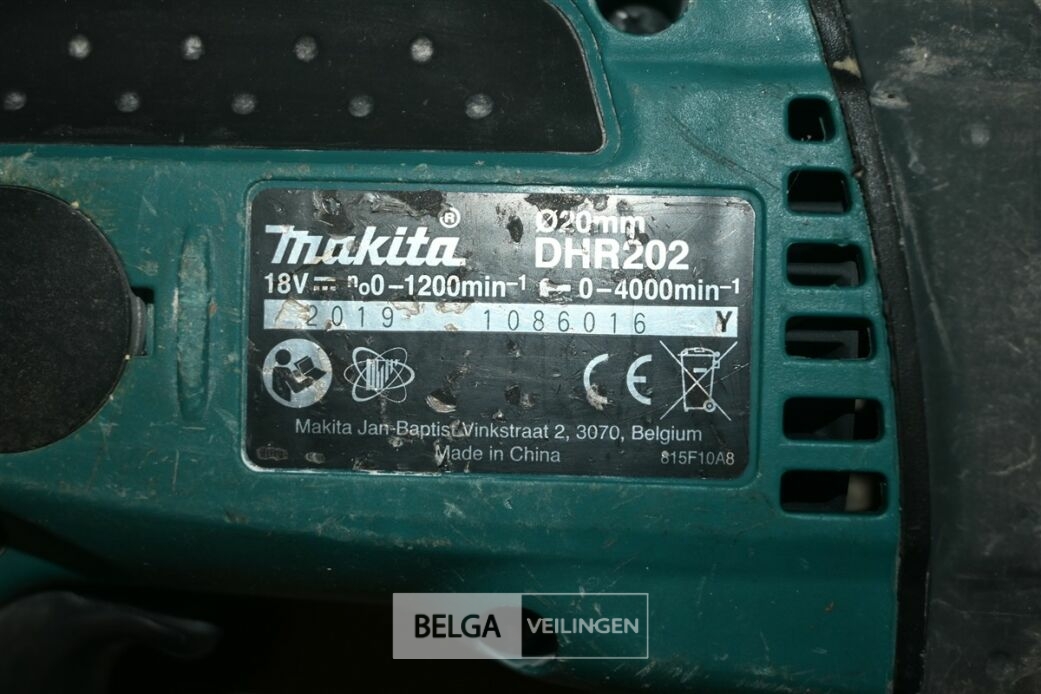 makita®
Ø20mm
DHR202
18V⎓ n₀0-1200min⁻¹ 0-4000min⁻¹
2019 1086016 Y
CE
Makita Jan-Baptist Vinkstraat 2, 3070, Belgium
Made in China 815F10A8
BELGA VEILINGEN